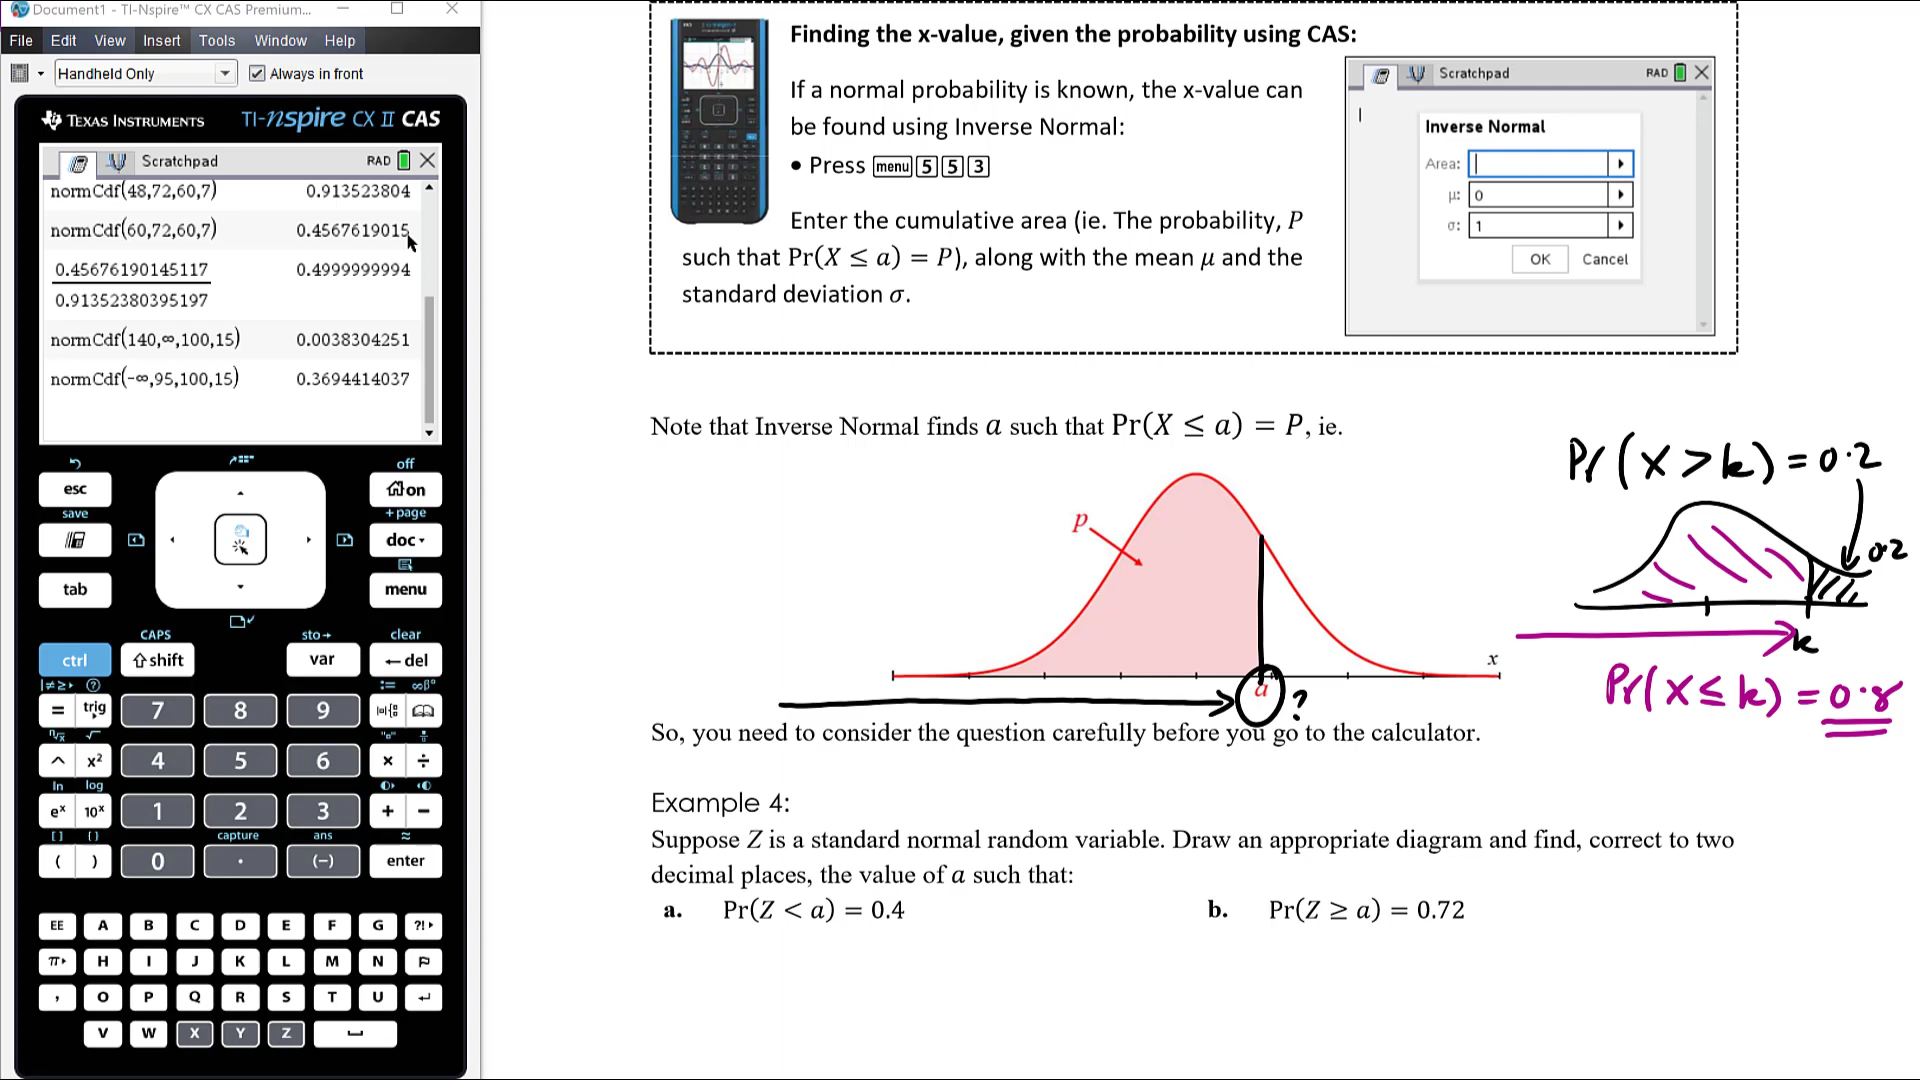 Document1 - TI-Nspire™ CX CAS Premium...
File Edit View Insert Tools Window Help
Handheld Only
Always in front
TEXAS INSTRUMENTS TI-nspire CX II CAS
Scratchpad RAD
normCdf(48,72,60,7) 0.913523804
normCdf(60,72,60,7) 0.4567619015
0.45676190145117 0.4999999994
0.91352380395197
normCdf(140,∞,100,15) 0.0038304251
normCdf(-∞,95,100,15) 0.3694414037
off
esc on
save +page
doc
tab menu
CAPS sto→ clear
ctrl shift var del
= trig 7 8 9
^ x² 4 5 6 × ÷
ln log
eˣ 10ˣ 1 2 3 + −
[ ] { } capture ans ≈
( ) 0 . (−) enter
EE A B C D E F G ?!▸
π▸ H I J K L M N
, O P Q R S T U
V W X Y Z
Finding the x-value, given the probability using CAS:
If a normal probability is known, the x-value can
be found using Inverse Normal:
• Press menu 5 5 3
Enter the cumulative area (ie. The probability, P
such that Pr(X ≤ a) = P), along with the mean μ and the
standard deviation σ.
Scratchpad RAD
Inverse Normal
Area:
μ: 0
σ: 1
OK Cancel
Note that Inverse Normal finds a such that Pr(X ≤ a) = P, ie.
p
x
a ?
Pr(X > k) = 0.2
0.2
k
Pr(X ≤ k) = 0.8
So, you need to consider the question carefully before you go to the calculator.
Example 4:
Suppose Z is a standard normal random variable. Draw an appropriate diagram and find, correct to two
decimal places, the value of a such that:
a. Pr(Z < a) = 0.4 b. Pr(Z ≥ a) = 0.72